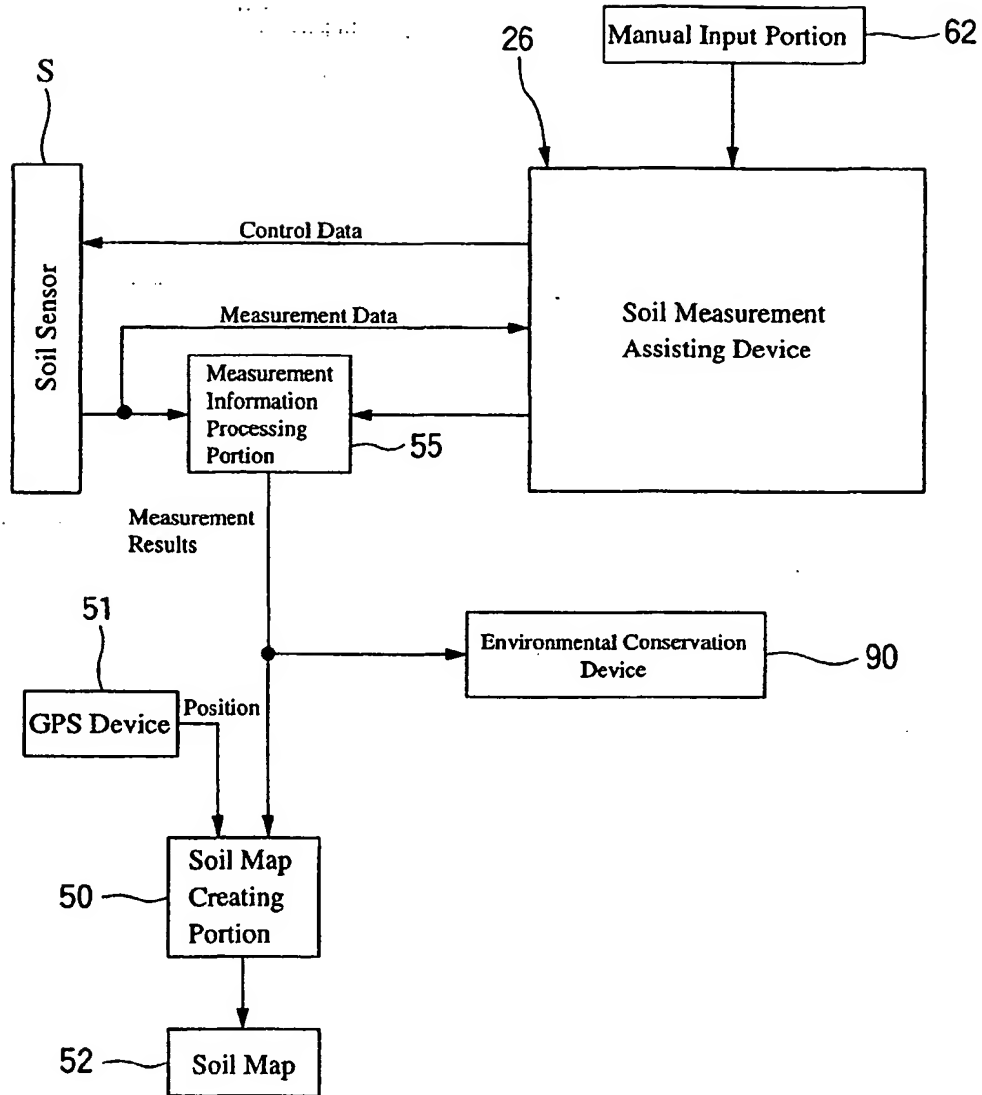 Manual Input Portion
62
26
S
Soil Sensor
Control Data
Measurement Data
Soil Measurement
Assisting Device
Measurement
Information
Processing
Portion
55
Measurement
Results
51
GPS Device
Position
Environmental Conservation
Device
90
Soil Map
Creating
Portion
50
52
Soil Map